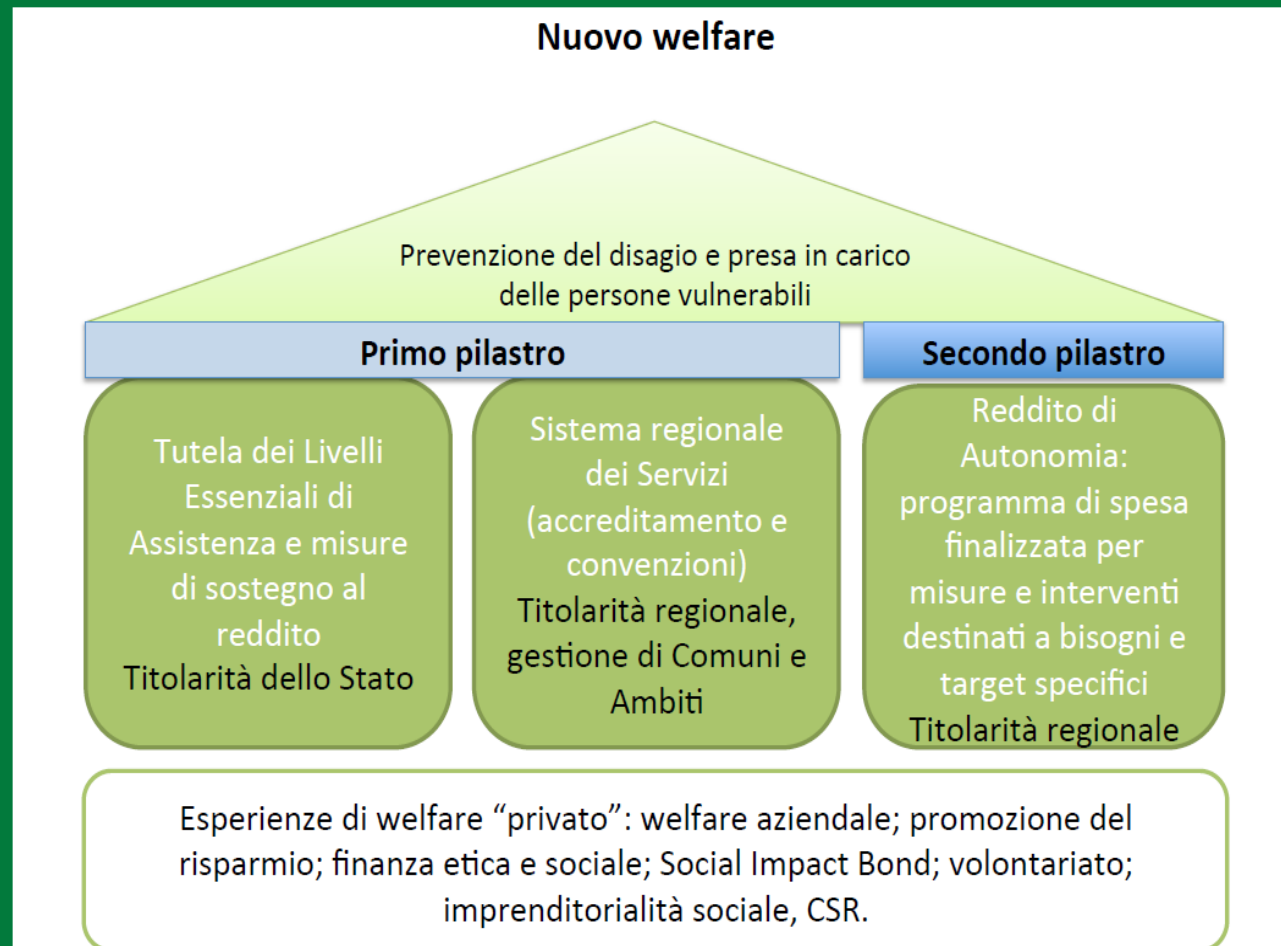 Nuovo welfare
Prevenzione del disagio e presa in carico
delle persone vulnerabili
Primo pilastro
Secondo pilastro
Tutela dei Livelli
Essenziali di
Assistenza e misure
di sostegno al
reddito
Titolarità dello Stato
Sistema regionale
dei Servizi
(accreditamento e
convenzioni)
Titolarità regionale,
gestione di Comuni e
Ambiti
Reddito di
Autonomia:
programma di spesa
finalizzata per
misure e interventi
destinati a bisogni e
target specifici
Titolarità regionale
Esperienze di welfare “privato”: welfare aziendale; promozione del
risparmio; finanza etica e sociale; Social Impact Bond; volontariato;
imprenditorialità sociale, CSR.